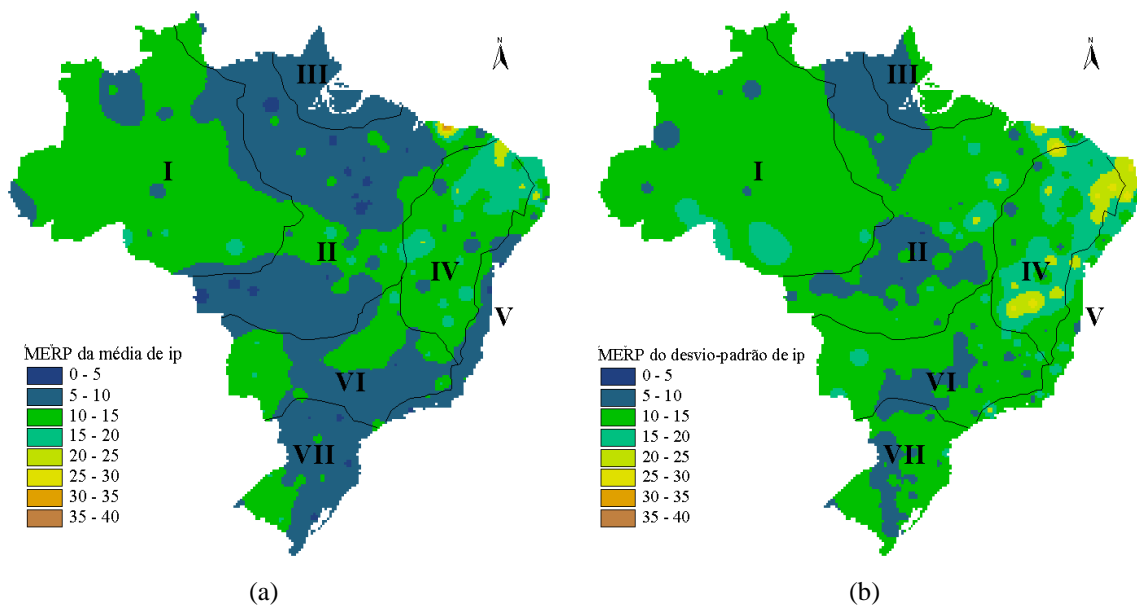 N
III
I
II
IV
V
VI
VII
MERP da média de ip
0 - 5
5 - 10
10 - 15
15 - 20
20 - 25
25 - 30
30 - 35
35 - 40
(a)
N
III
I
II
IV
V
VI
VII
MERP do desvio-padrão de ip
0 - 5
5 - 10
10 - 15
15 - 20
20 - 25
25 - 30
30 - 35
35 - 40
(b)